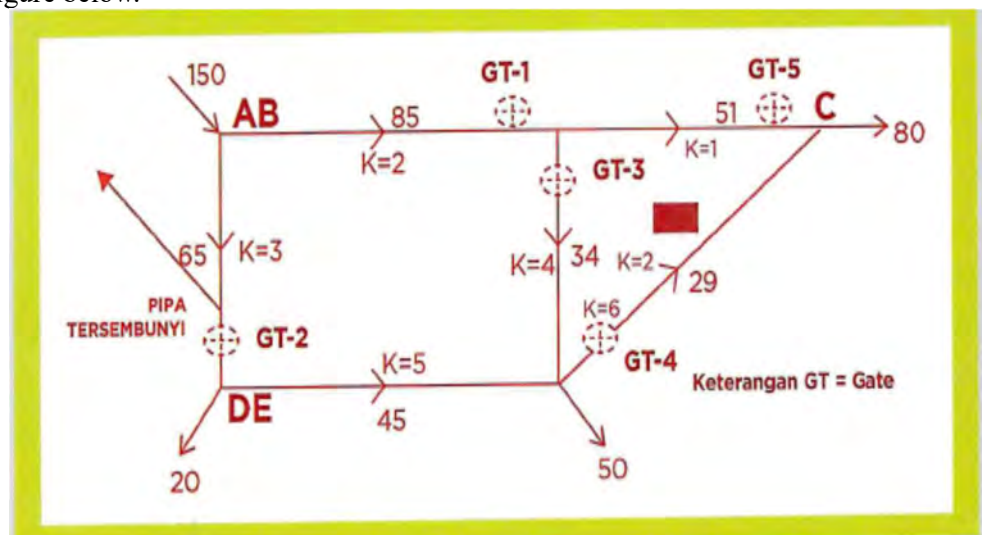 igure below.
150
GT-1
GT-5
AB
85
51
C
80
K=2
K=1
GT-3
65
K=3
K=4
34
K=2
29
PIPA
TERSEMBUNYI
K=6
GT-2
GT-4
K=5
Keterangan GT = Gate
DE
45
20
50